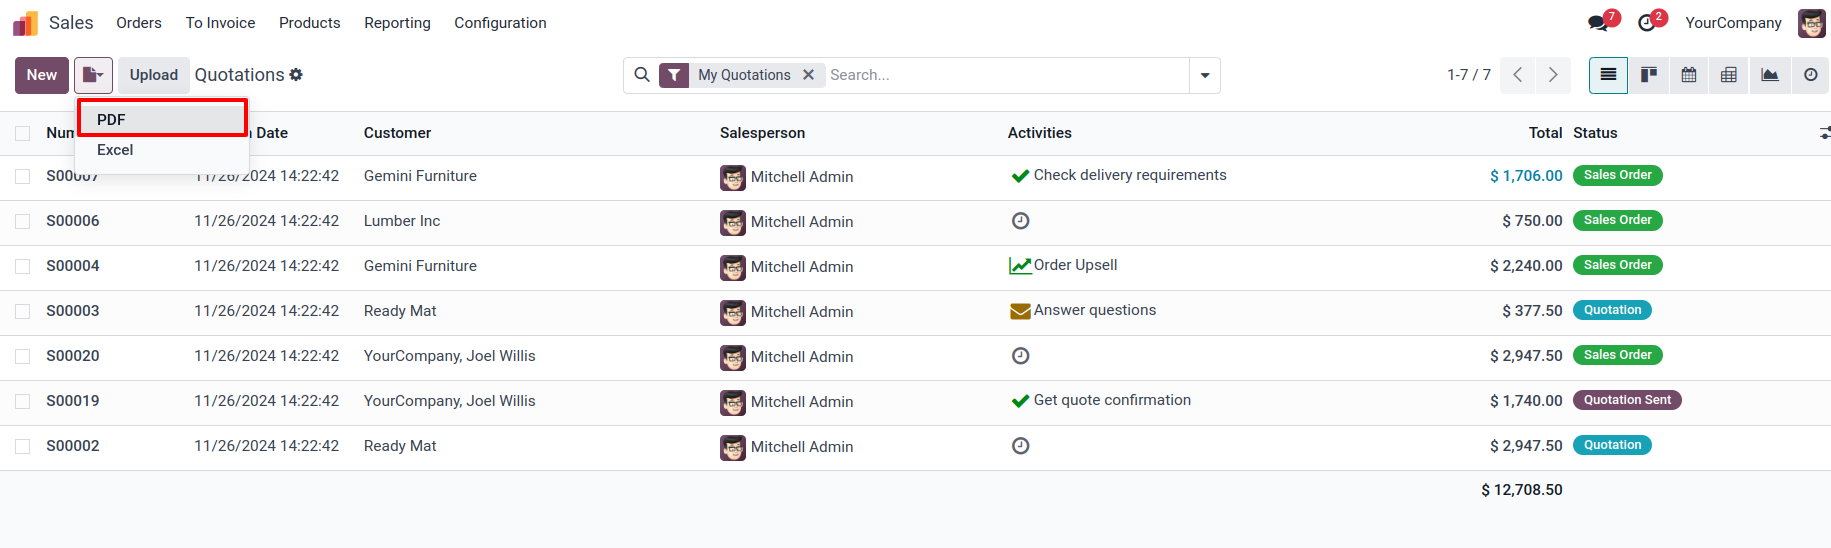 Sales Orders To Invoice Products Reporting Configuration 7 2 YourCompany
New Upload Quotations My Quotations Search... 1-7 / 7
PDF
Excel
Num Date Customer Salesperson Activities Total Status
S00007 11/26/2024 14:22:42 Gemini Furniture Mitchell Admin Check delivery requirements $ 1,706.00 Sales Order
S00006 11/26/2024 14:22:42 Lumber Inc Mitchell Admin $ 750.00 Sales Order
S00004 11/26/2024 14:22:42 Gemini Furniture Mitchell Admin Order Upsell $ 2,240.00 Sales Order
S00003 11/26/2024 14:22:42 Ready Mat Mitchell Admin Answer questions $ 377.50 Quotation
S00020 11/26/2024 14:22:42 YourCompany, Joel Willis Mitchell Admin $ 2,947.50 Sales Order
S00019 11/26/2024 14:22:42 YourCompany, Joel Willis Mitchell Admin Get quote confirmation $ 1,740.00 Quotation Sent
S00002 11/26/2024 14:22:42 Ready Mat Mitchell Admin $ 2,947.50 Quotation
$ 12,708.50